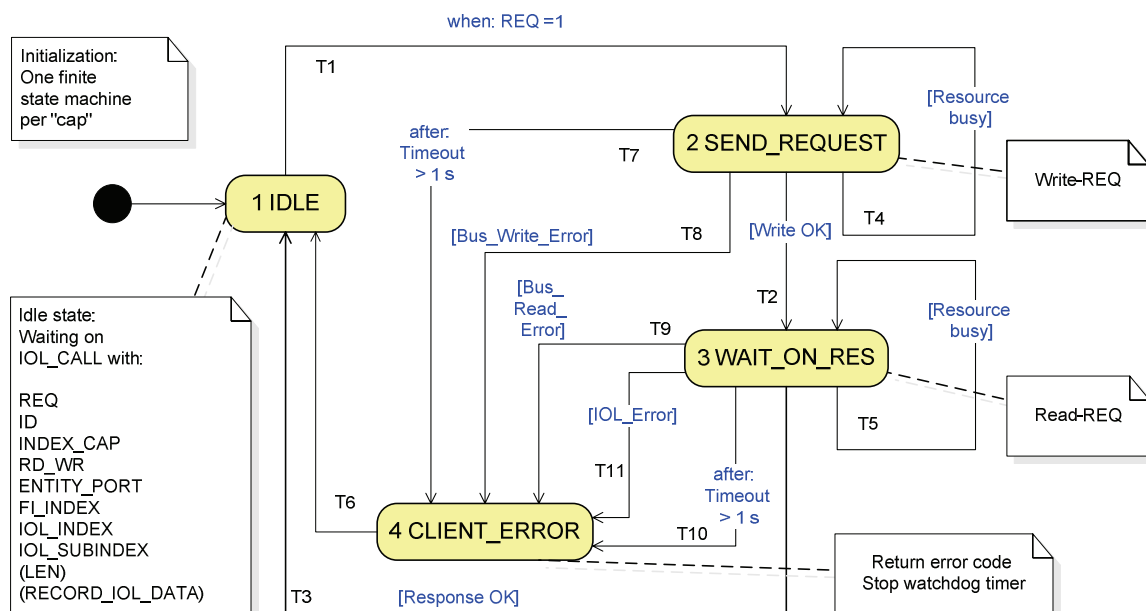 when: REQ =1
Initialization:
One finite
state machine
per "cap"
T1
[Resource
busy]
after:
Timeout
> 1 s
T7
2 SEND_REQUEST
Write-REQ
1 IDLE
T4
[Bus_Write_Error]
T8
[Write OK]
Idle state:
Waiting on
IOL_CALL with:
REQ
ID
INDEX_CAP
RD_WR
ENTITY_PORT
FI_INDEX
IOL_INDEX
IOL_SUBINDEX
(LEN)
(RECORD_IOL_DATA)
[Bus_
Read_
Error]
T2
T9
[Resource
busy]
3 WAIT_ON_RES
Read-REQ
[IOL_Error]
T5
T11
after:
Timeout
> 1 s
T6
4 CLIENT_ERROR
T10
Return error code
Stop watchdog timer
T3
[Response OK]